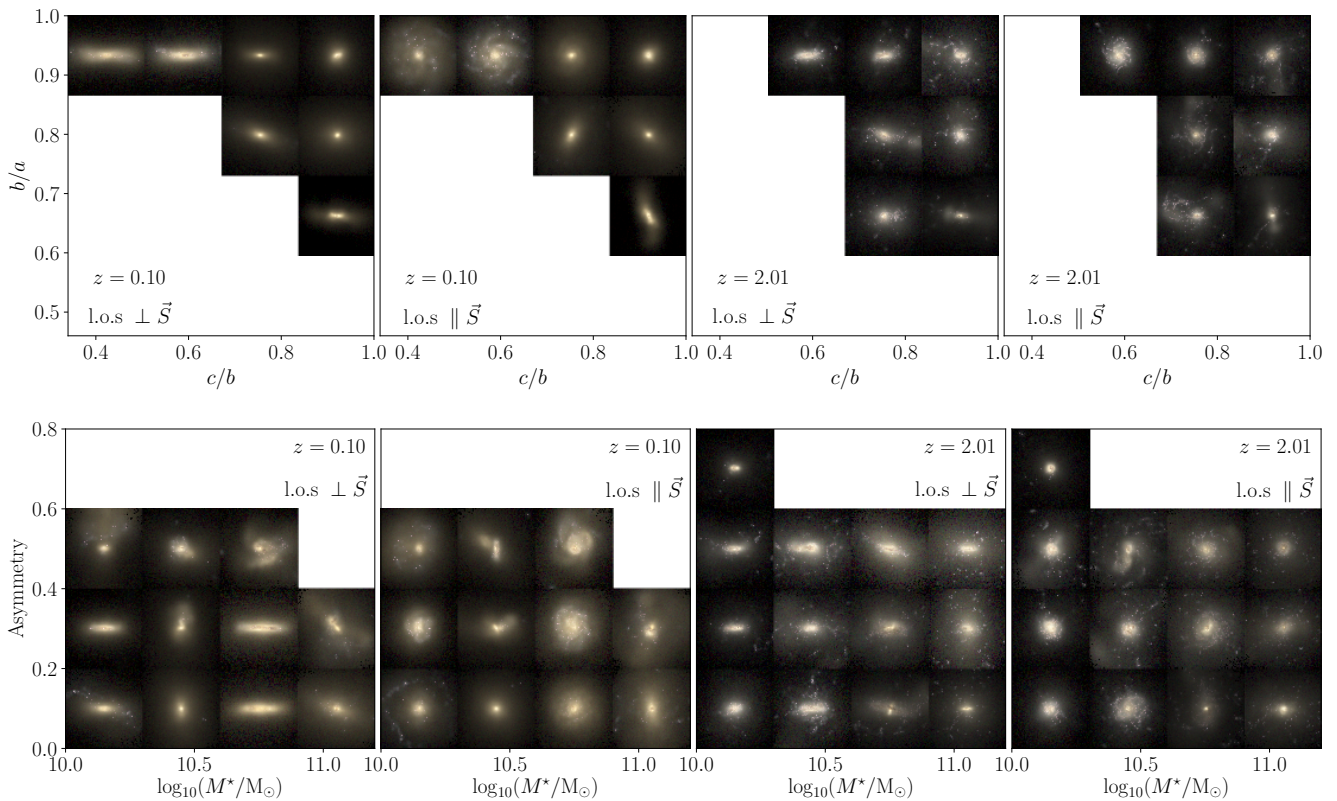 1.0
0.9
0.8
0.7
0.6
0.5
b/a
z = 0.10
l.o.s ⊥ S⃗
z = 0.10
l.o.s ∥ S⃗
z = 2.01
l.o.s ⊥ S⃗
z = 2.01
l.o.s ∥ S⃗
0.4 0.6 0.8 1.0 0.4 0.6 0.8 1.0 0.4 0.6 0.8 1.0 0.4 0.6 0.8 1.0
c/b c/b c/b c/b
0.8
0.6
0.4
0.2
0.0
Asymmetry
z = 0.10
l.o.s ⊥ S⃗
z = 0.10
l.o.s ∥ S⃗
z = 2.01
l.o.s ⊥ S⃗
z = 2.01
l.o.s ∥ S⃗
10.0 10.5 11.0 10.0 10.5 11.0 10.0 10.5 11.0 10.0 10.5 11.0
log₁₀(M⋆/M⊙) log₁₀(M⋆/M⊙) log₁₀(M⋆/M⊙) log₁₀(M⋆/M⊙)